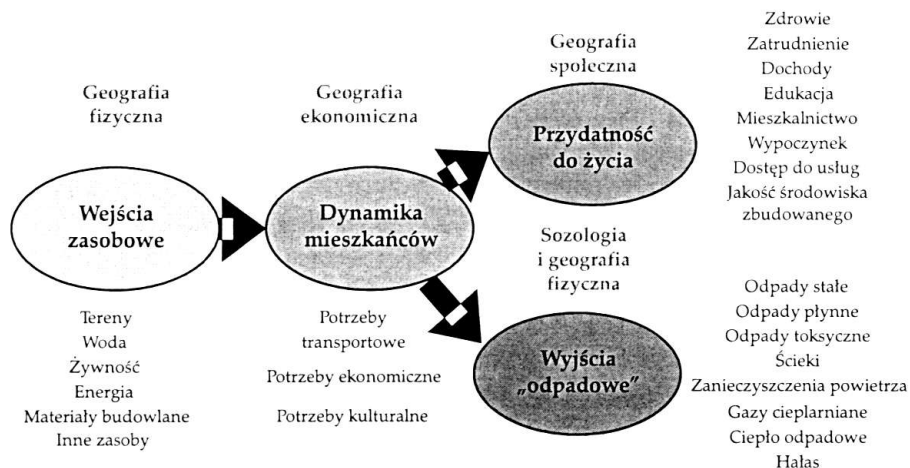 Geografia
fizyczna
Wejścia
zasobowe
Tereny
Woda
Żywność
Energia
Materiały budowlane
Inne zasoby
Geografia
ekonomiczna
Dynamika
mieszkańców
Potrzeby
transportowe
Potrzeby ekonomiczne
Potrzeby kulturalne
Geografia
społeczna
Przydatność
do życia
Zdrowie
Zatrudnienie
Dochody
Edukacja
Mieszkalnictwo
Wypoczynek
Dostęp do usług
Jakość środowiska
zbudowanego
Sozologia
i geografia
fizyczna
Wyjścia
„odpadowe”
Odpady stałe
Odpady płynne
Odpady toksyczne
Ścieki
Zanieczyszczenia powietrza
Gazy cieplarniane
Ciepło odpadowe
Hałas